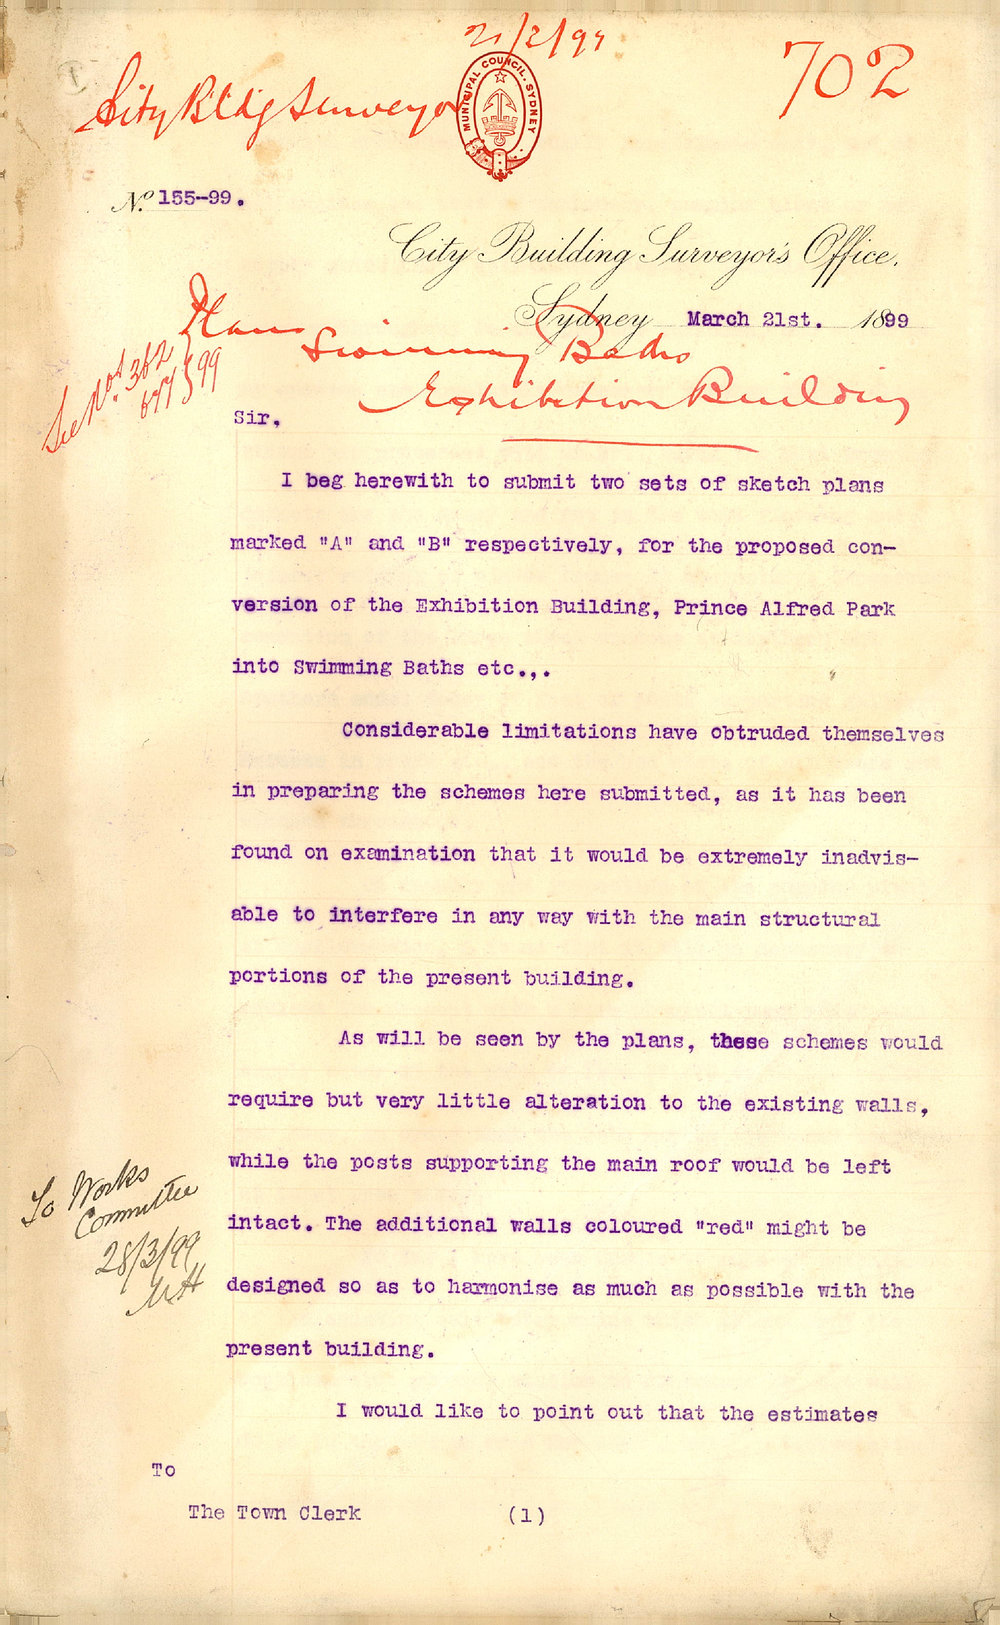 21/3/99
702
City Bldg Surveyor
MUNICIPAL COUNCIL. SYDNEY
No. 155-99.
City Building Surveyor's Office,
Sydney March 21st. 1899
Plans
Swimming Baths
Exhibition Building
See Nos. 362
677 } 99
Sir,
I beg herewith to submit two sets of sketch plans
marked "A" and "B" respectively, for the proposed con-
version of the Exhibition Building, Prince Alfred Park
into Swimming Baths etc.,.
Considerable limitations have obtruded themselves
in preparing the schemes here submitted, as it has been
found on examination that it would be extremely inadvis-
able to interfere in any way with the main structural
portions of the present building.
As will be seen by the plans, these schemes would
require but very little alteration to the existing walls,
while the posts supporting the main roof would be left
intact. The additional walls coloured "red" might be
designed so as to harmonise as much as possible with the
present building.
To Works
Committee
28/3/99
I would like to point out that the estimates
To
The Town Clerk
(1)